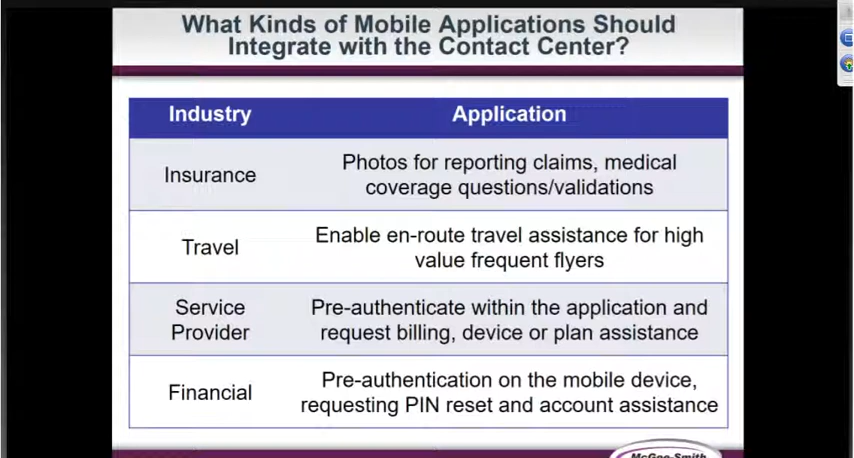 What Kinds of Mobile Applications Should
Integrate with the Contact Center?
Industry Application
Insurance
Photos for reporting claims, medical
coverage questions/validations
Travel
Enable en-route travel assistance for high
value frequent flyers
Service
Provider
Pre-authenticate within the application and
request billing, device or plan assistance
Financial
Pre-authentication on the mobile device,
requesting PIN reset and account assistance
McGee-Smith